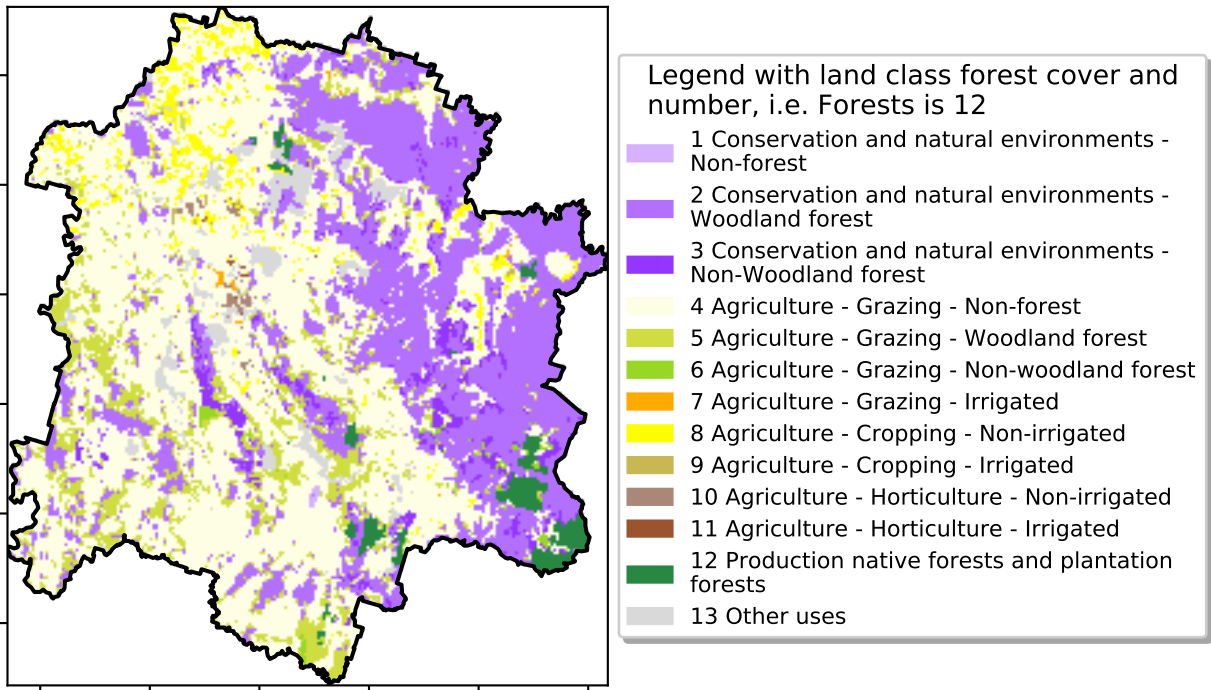 Legend with land class forest cover and
number, i.e. Forests is 12
1 Conservation and natural environments -
Non-forest
2 Conservation and natural environments -
Woodland forest
3 Conservation and natural environments -
Non-Woodland forest
4 Agriculture - Grazing - Non-forest
5 Agriculture - Grazing - Woodland forest
6 Agriculture - Grazing - Non-woodland forest
7 Agriculture - Grazing - Irrigated
8 Agriculture - Cropping - Non-irrigated
9 Agriculture - Cropping - Irrigated
10 Agriculture - Horticulture - Non-irrigated
11 Agriculture - Horticulture - Irrigated
12 Production native forests and plantation
forests
13 Other uses